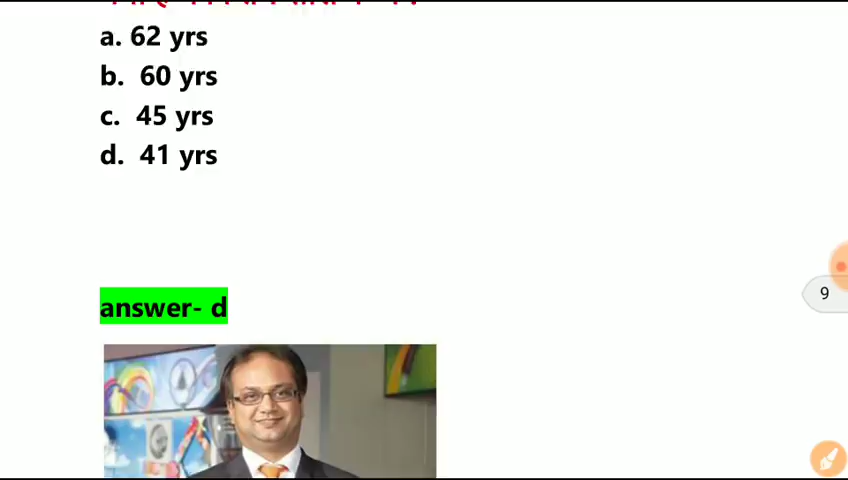 a. 62 yrs
b. 60 yrs
c. 45 yrs
d. 41 yrs
answer- d
9